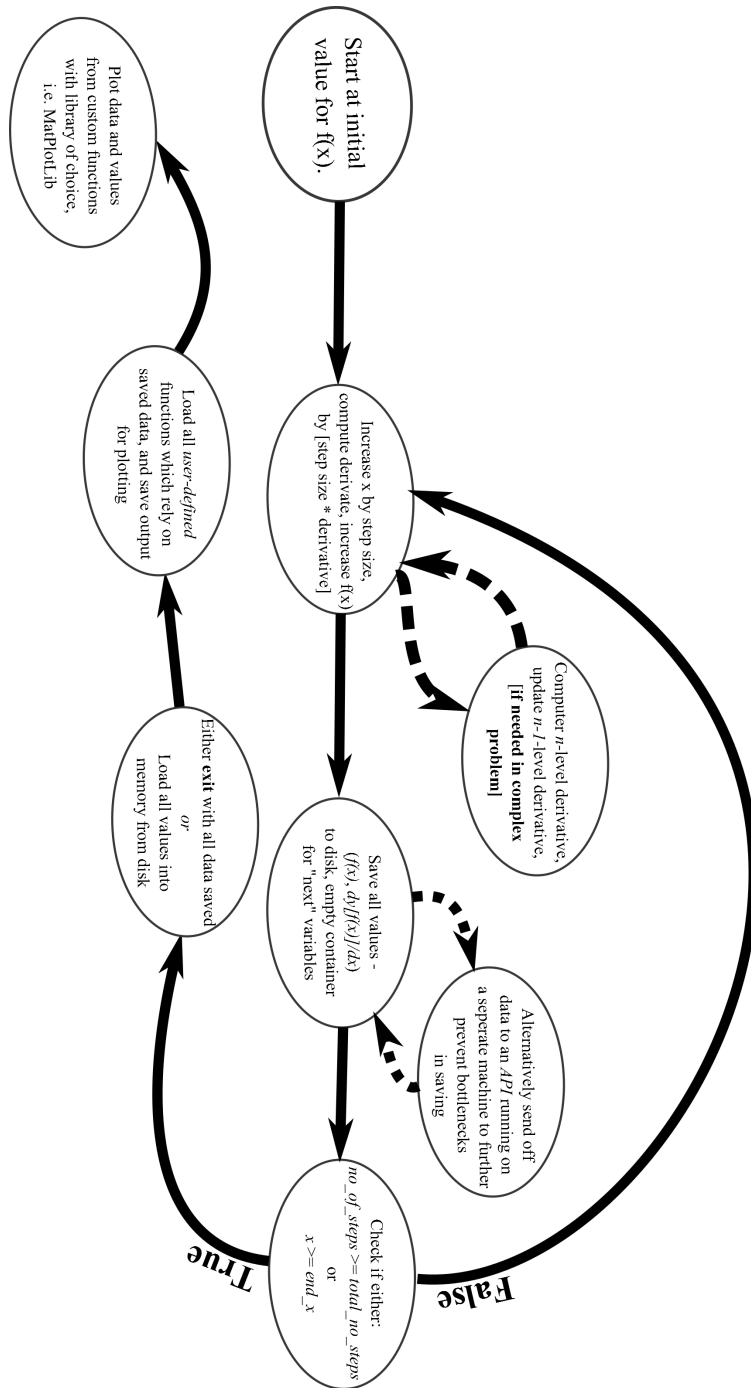 Start at initial
value for f(x).
Increase x by step size,
compute derivate, increase f(x)
by [step size * derivative]
Computer n-level derivative,
update n-1-level derivative,
[if needed in complex
problem]
Save all values -
(f(x), dy[f(x)]/dx)
to disk, empty container
for "next" variables
Alternatively send off
data to an API running on
a seperate machine to further
prevent bottlenecks
in saving
Check if either:
no_of_steps >= total_no_steps
or
x >= end_x
False
True
Either exit with all data saved
or
Load all values into
memory from disk
Load all user-defined
functions which rely on
saved data, and save output
for plotting
Plot data and values
from custom functions
with library of choice,
i.e. MatPlotLib